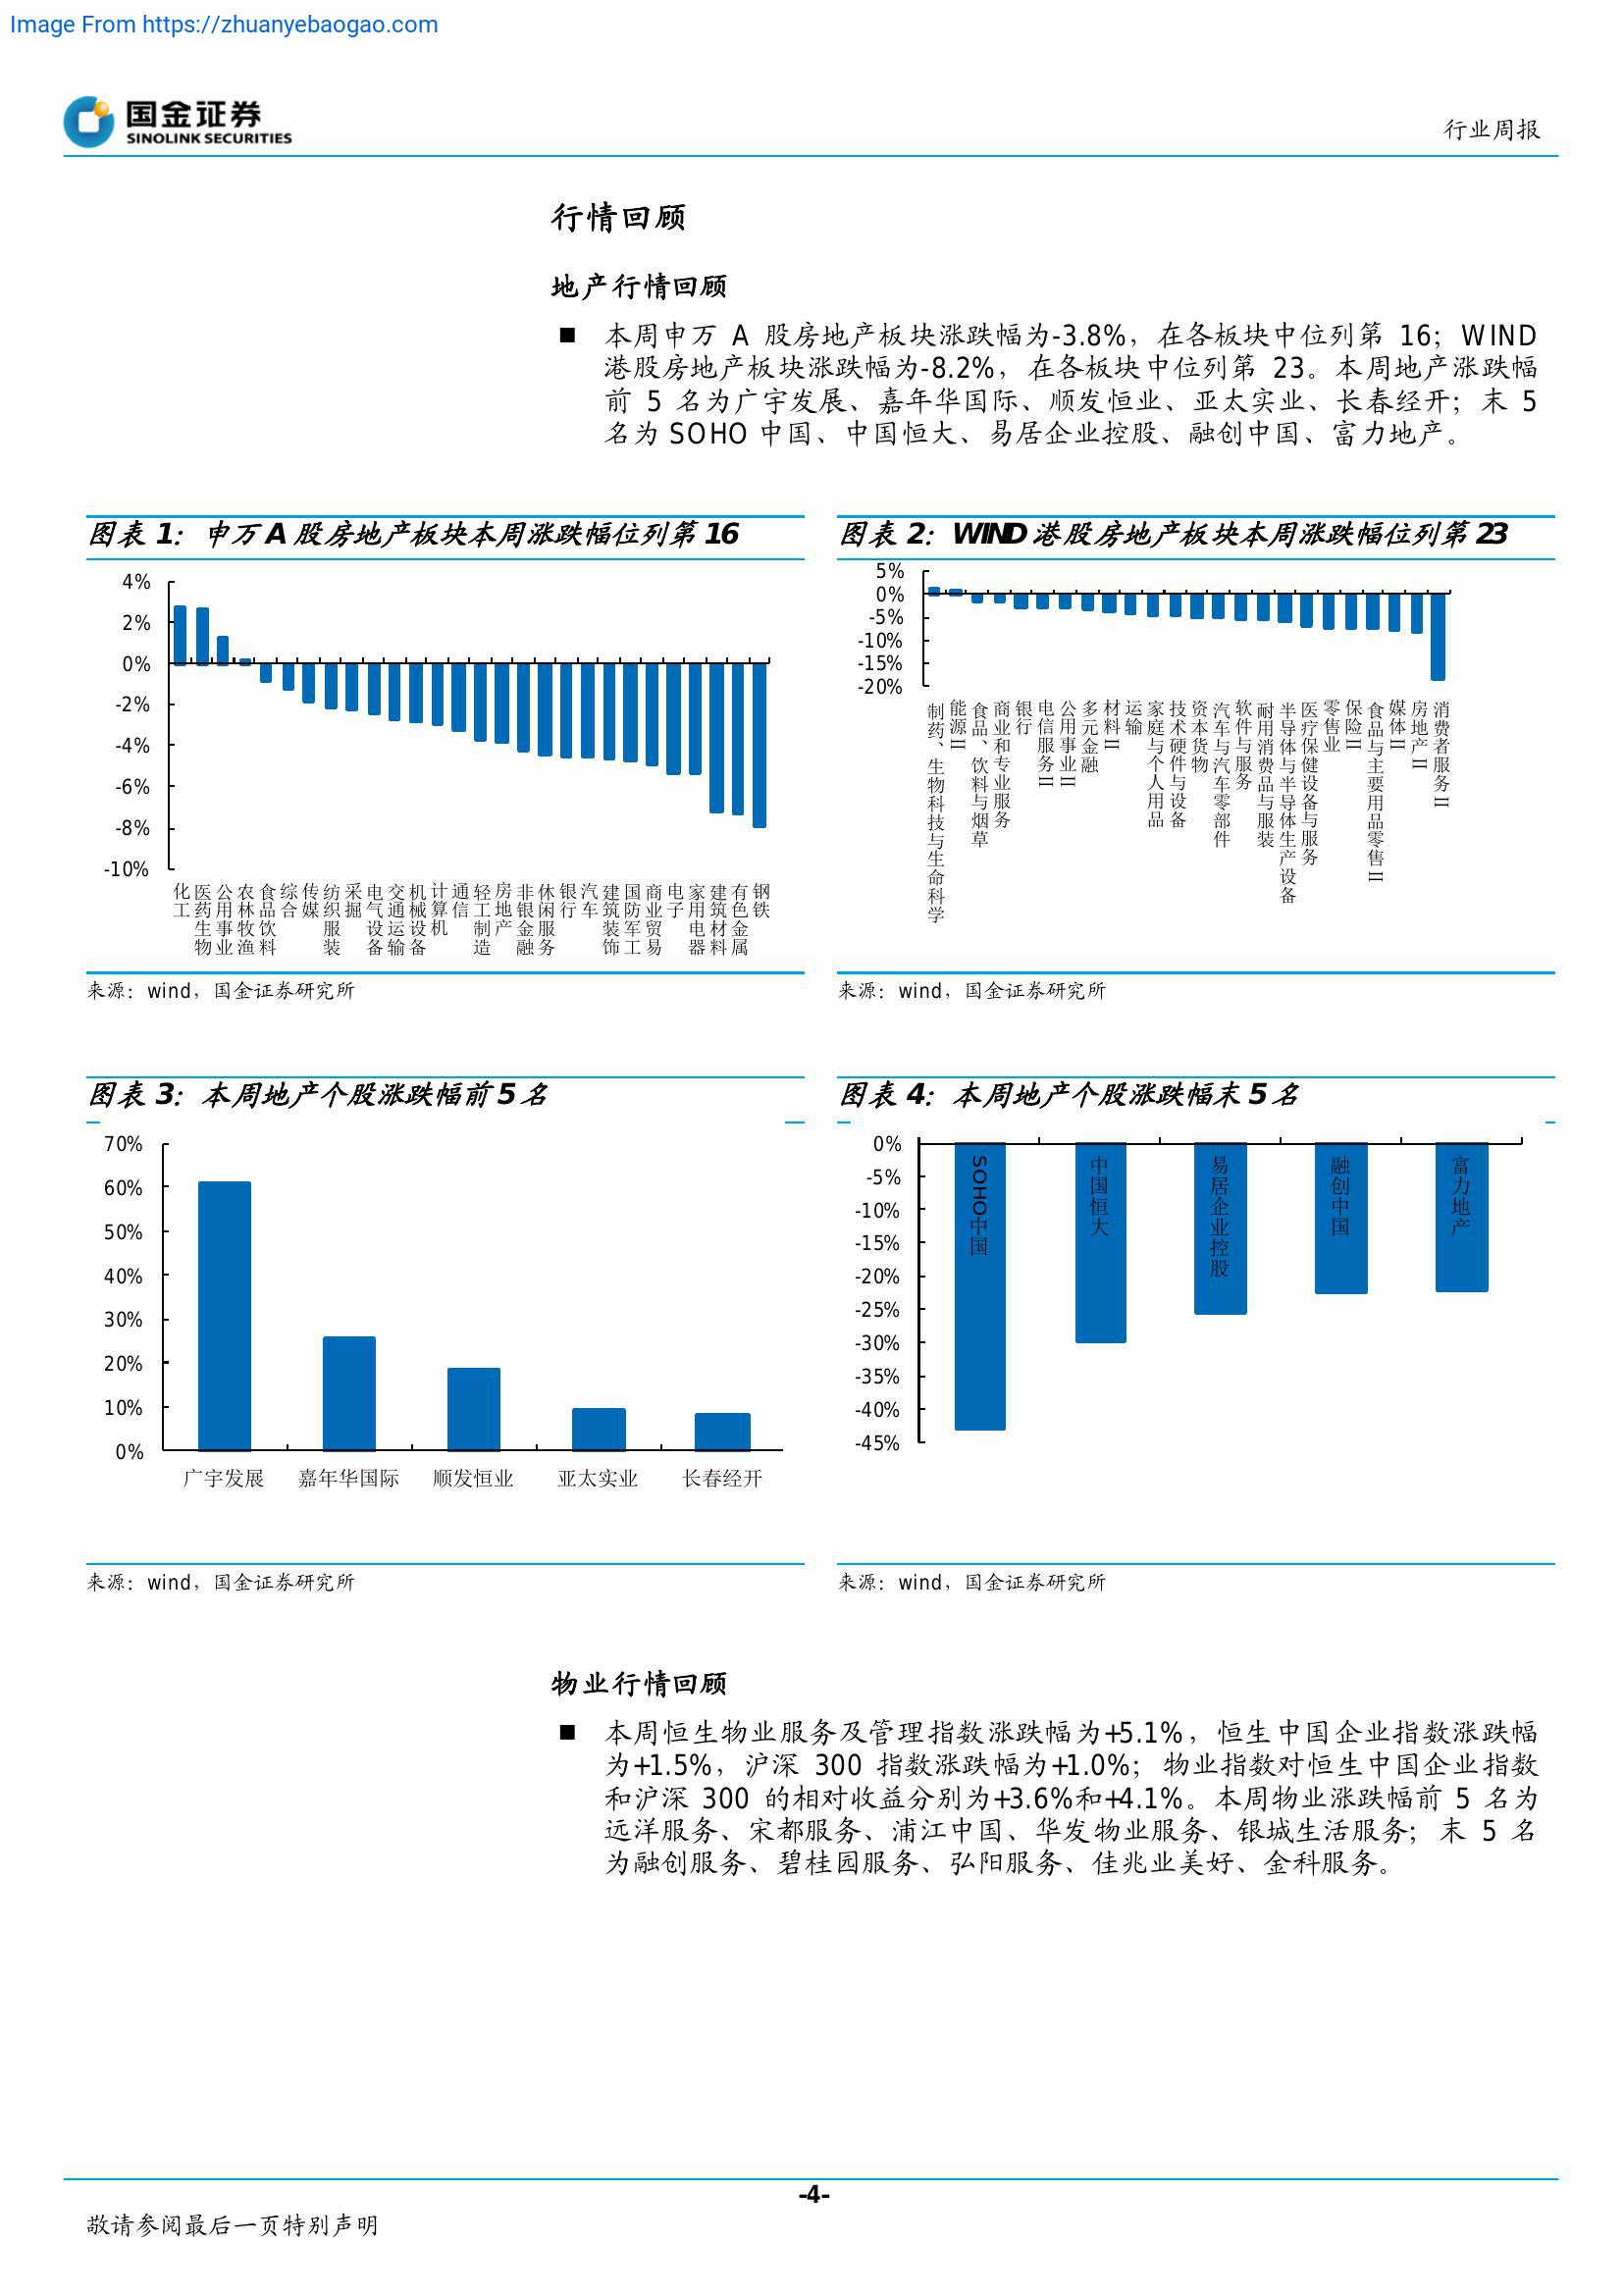 Image From https://zhuanyebaogao.com
国金证券
SINOLINK SECURITIES
行业周报
行情回顾
地产行情回顾
■ 本周申万 A 股房地产板块涨跌幅为-3.8%，在各板块中位列第 16；WIND
港股房地产板块涨跌幅为-8.2%，在各板块中位列第 23。本周地产涨跌幅
前 5 名为广宇发展、嘉年华国际、顺发恒业、亚太实业、长春经开；末 5
名为 SOHO 中国、中国恒大、易居企业控股、融创中国、富力地产。
图表 1：申万 A 股房地产板块本周涨跌幅位列第 16
4%
2%
0%
-2%
-4%
-6%
-8%
-10%
化工
医药生物
公用事业
农林牧渔
食品饮料
综合
传媒
纺织服装
采掘
电气设备
交通运输
机械设备
计算机
通信
轻工制造
房地产
非银金融
休闲服务
银行
汽车
建筑装饰
国防军工
商业贸易
电子
家用电器
建筑材料
有色金属
钢铁
来源：wind，国金证券研究所
图表 2：WIND 港股房地产板块本周涨跌幅位列第 23
5%
0%
-5%
-10%
-15%
-20%
制药、生物科技与生命科学
能源II
食品、饮料与烟草
商业和专业服务
银行
电信服务II
公用事业II
多元金融
材料II
运输
家庭与个人用品
技术硬件与设备
资本货物
汽车与汽车零部件
软件与服务
耐用消费品与服装
半导体与半导体生产设备
医疗保健设备与服务
零售业
保险II
食品与主要用品零售II
媒体II
房地产II
消费者服务II
来源：wind，国金证券研究所
图表 3：本周地产个股涨跌幅前 5 名
70%
60%
50%
40%
30%
20%
10%
0%
广宇发展 嘉年华国际 顺发恒业 亚太实业 长春经开
来源：wind，国金证券研究所
图表 4：本周地产个股涨跌幅末 5 名
0%
-5%
-10%
-15%
-20%
-25%
-30%
-35%
-40%
-45%
SOHO中国
中国恒大
易居企业控股
融创中国
富力地产
来源：wind，国金证券研究所
物业行情回顾
■ 本周恒生物业服务及管理指数涨跌幅为+5.1%，恒生中国企业指数涨跌幅
为+1.5%，沪深 300 指数涨跌幅为+1.0%；物业指数对恒生中国企业指数
和沪深 300 的相对收益分别为+3.6%和+4.1%。本周物业涨跌幅前 5 名为
远洋服务、宋都服务、浦江中国、华发物业服务、银城生活服务；末 5 名
为融创服务、碧桂园服务、弘阳服务、佳兆业美好、金科服务。
-4-
敬请参阅最后一页特别声明